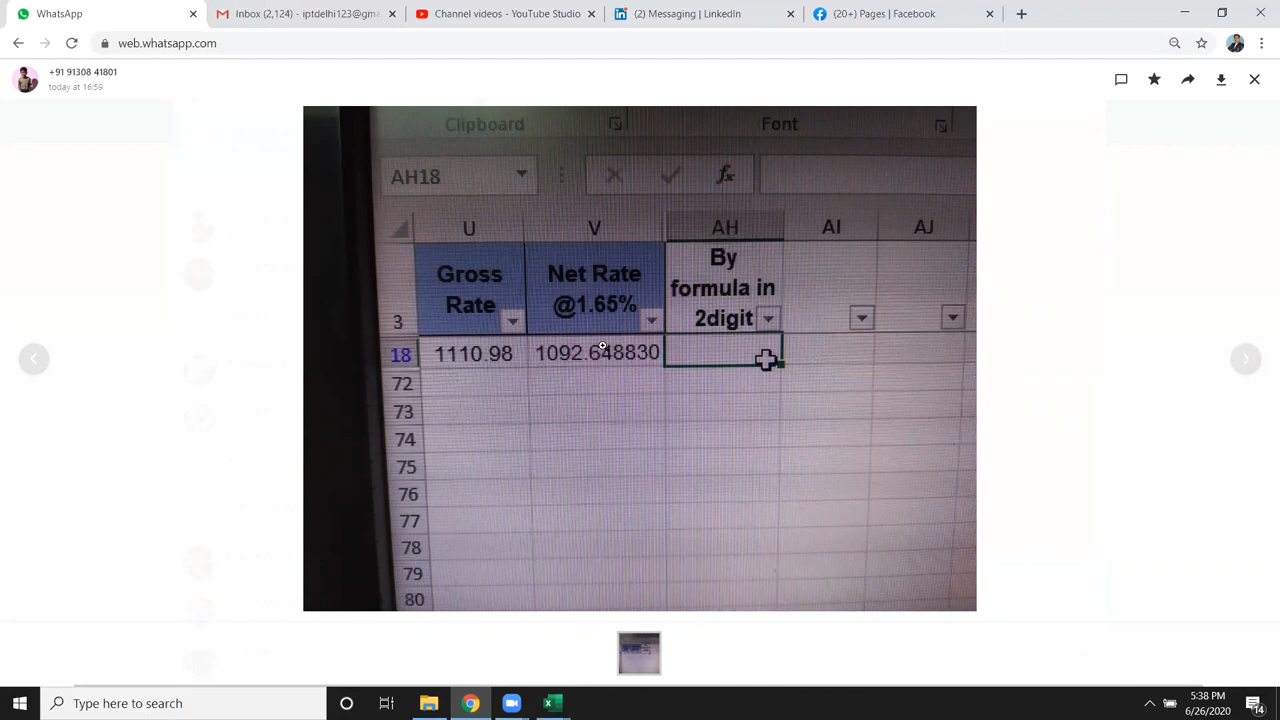 WhatsApp
Inbox (2,124) - iptdelhi123@gm
Channel videos - YouTube Studio
(2) Messaging | LinkedIn
(20+) Pages | Facebook
web.whatsapp.com
+91 91308 41801
today at 16:59
Clipboard
Font
AH18
fx
U V AH AI AJ
3
Gross
Rate
Net Rate
@1.65%
By
formula in
2digit
18 1110.98 1092.648830
72
73
74
75
76
77
78
79
80
Type here to search
5:38 PM
6/26/2020
14